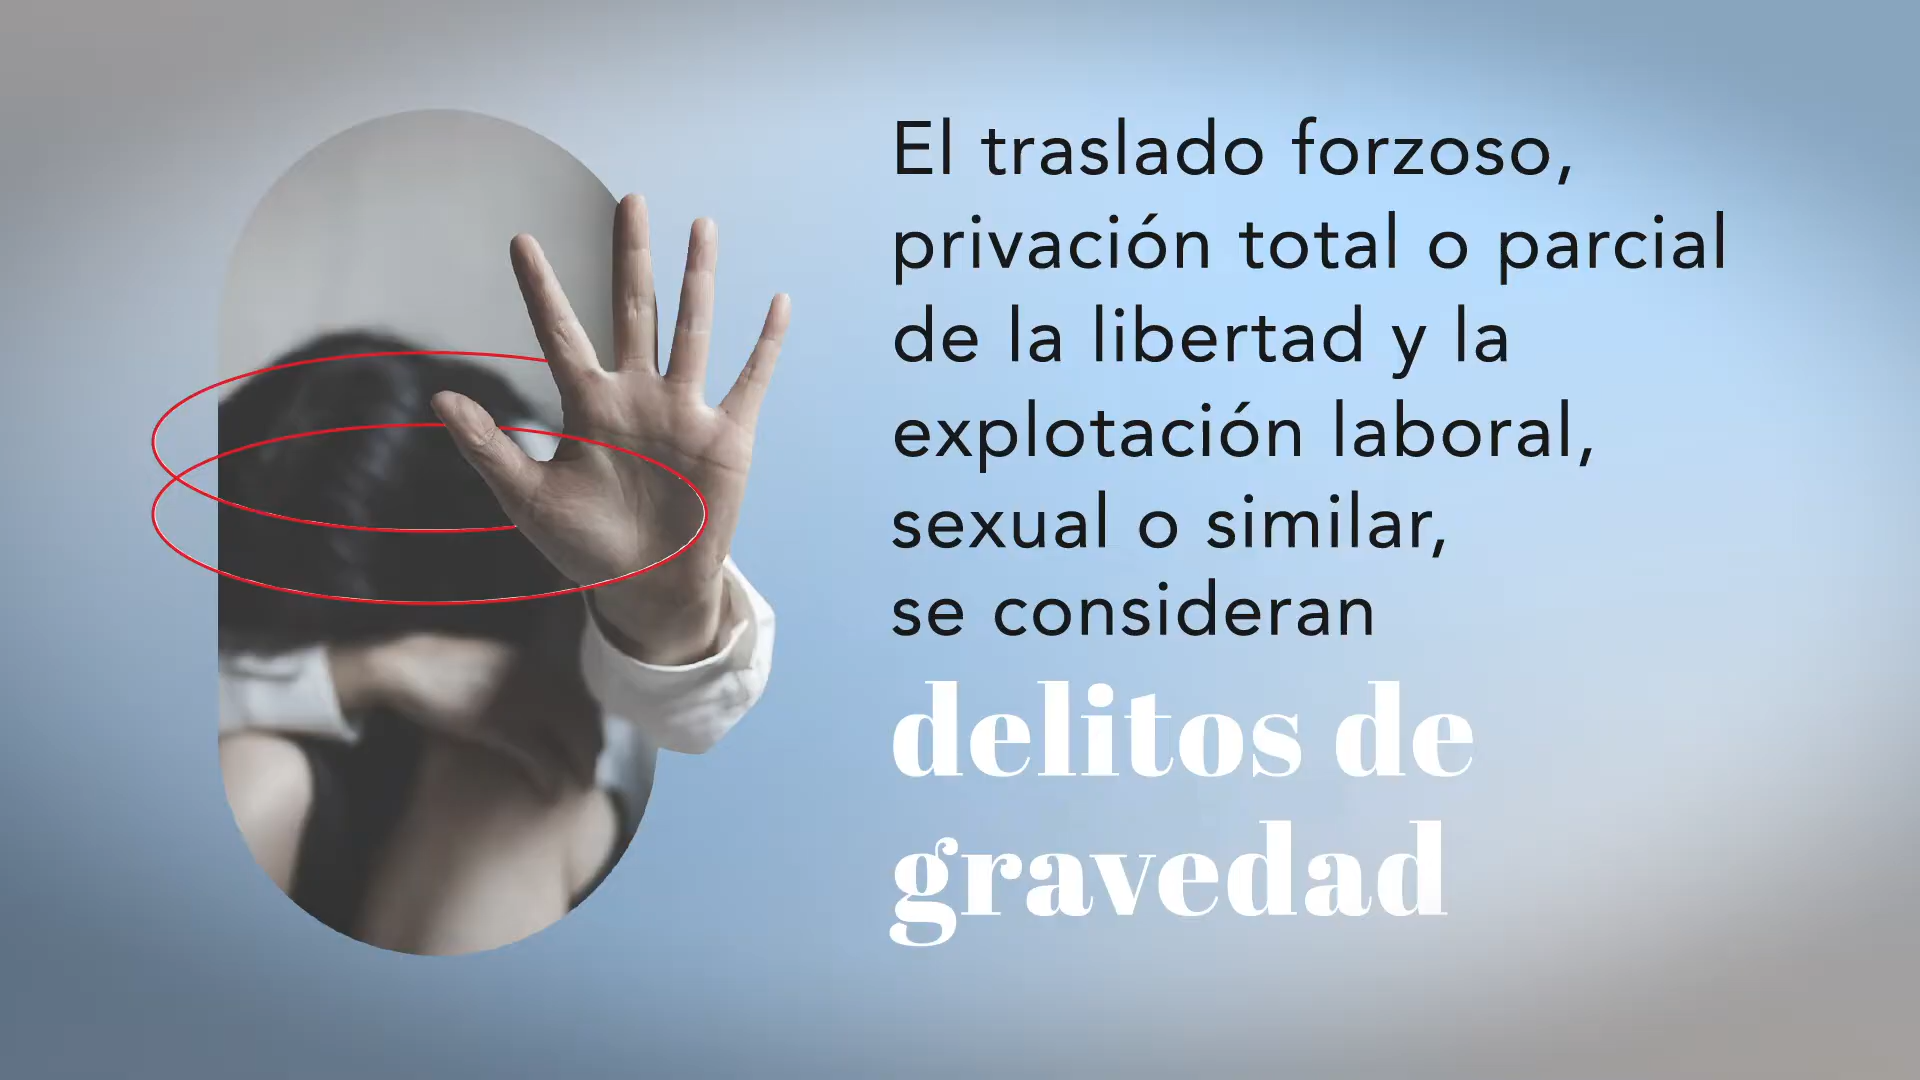 El traslado forzoso,
privación total o parcial
de la libertad y la
explotación laboral,
sexual o similar,
se consideran
delitos de
gravedad